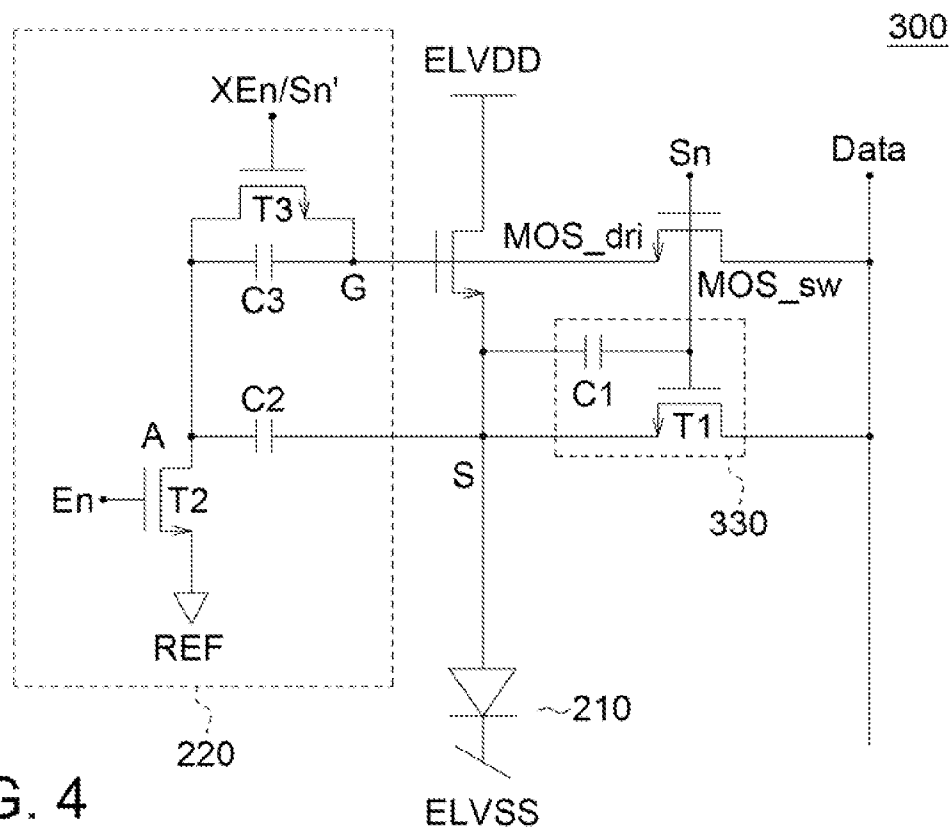 300
ELVDD
XEn/Sn'
Sn
Data
T3
MOS_dri
G
C3
MOS_sw
C1
C2
T1
A
S
En
T2
330
REF
210
220
G. 4
ELVSS